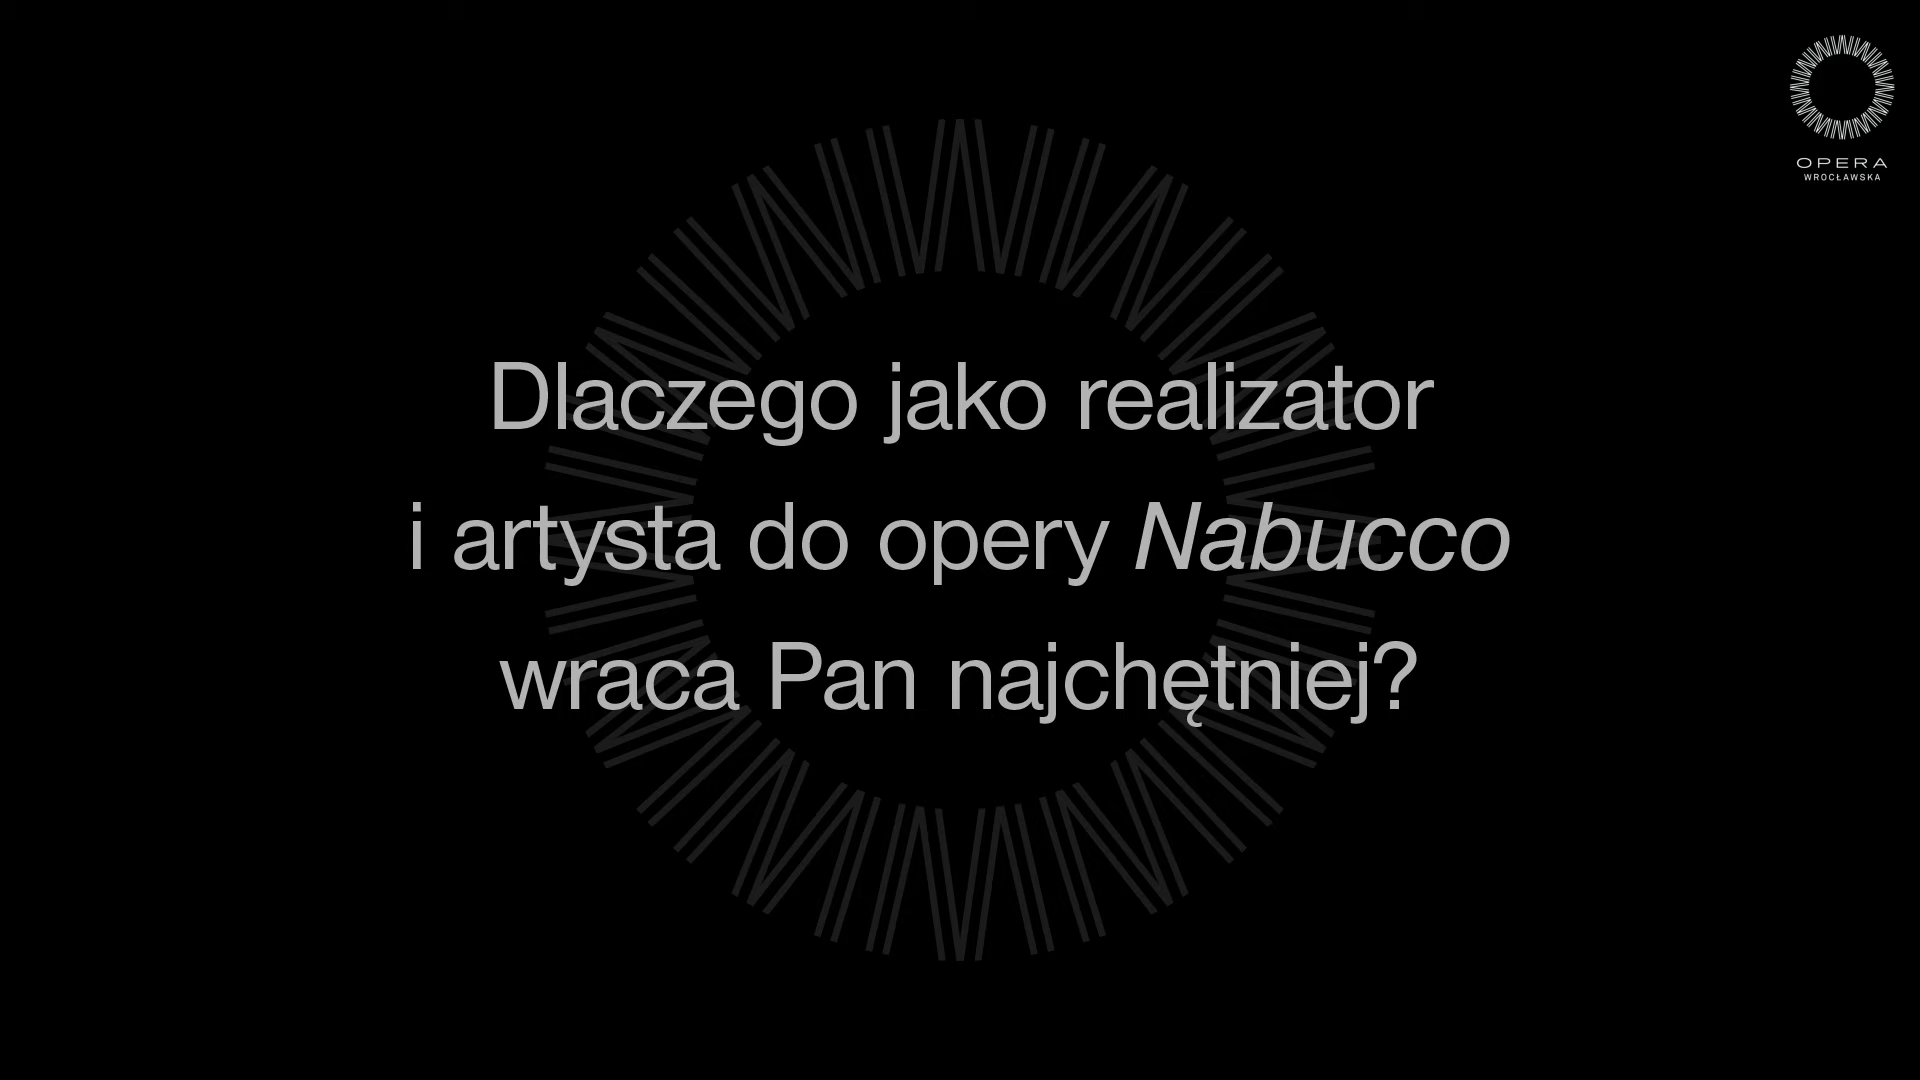 OPERA
WROCŁAWSKA
Dlaczego jako realizator
i artysta do opery Nabucco
wraca Pan najchętniej?